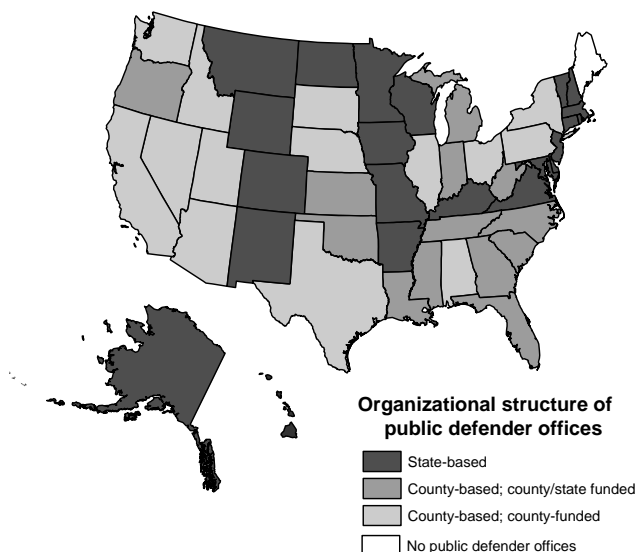 Organizational structure of
public defender offices
State-based
County-based; county/state funded
County-based; county-funded
No public defender offices